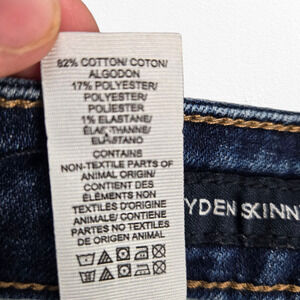 82% COTTON/ COTON/
ALGODON
17% POLYESTER/
POLYESTER/
POLIESTER
1% ELASTANE/
ÉLASTHANNE/
ELASTANO
CONTAINS
NON-TEXTILE PARTS OF
ANIMAL ORIGIN/
CONTIENT DES
ÉLÉMENTS NON
TEXTILES D'ORIGINE
ANIMALE/ CONTIENE
PARTES NO TEXTILES
DE ORIGEN ANIMAL
YDEN SKINN